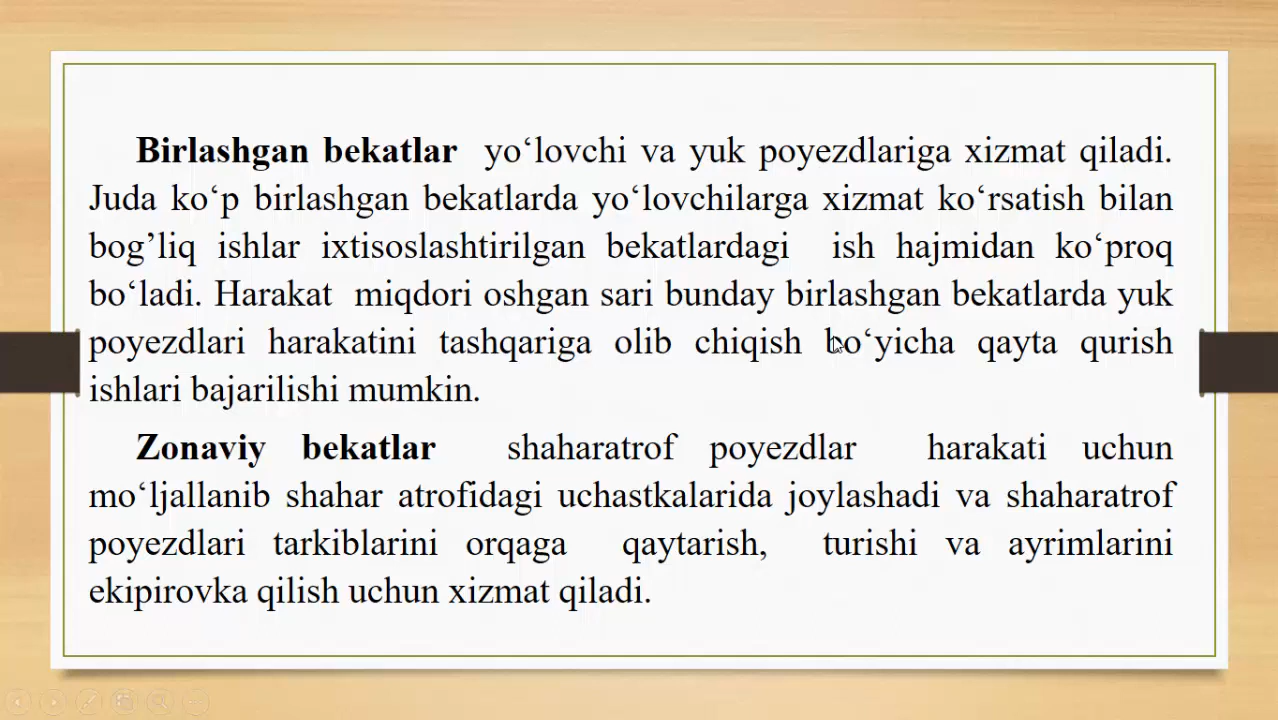 Birlashgan bekatlar yo‘lovchi va yuk poyezdlariga xizmat qiladi.
Juda ko‘p birlashgan bekatlarda yo‘lovchilarga xizmat ko‘rsatish bilan
bog’liq ishlar ixtisoslashtirilgan bekatlardagi ish hajmidan ko‘proq
bo‘ladi. Harakat miqdori oshgan sari bunday birlashgan bekatlarda yuk
poyezdlari harakatini tashqariga olib chiqish bo‘yicha qayta qurish
ishlari bajarilishi mumkin.
Zonaviy bekatlar shaharatrof poyezdlar harakati uchun
mo‘ljallanib shahar atrofidagi uchastkalarida joylashadi va shaharatrof
poyezdlari tarkiblarini orqaga qaytarish, turishi va ayrimlarini
ekipirovka qilish uchun xizmat qiladi.